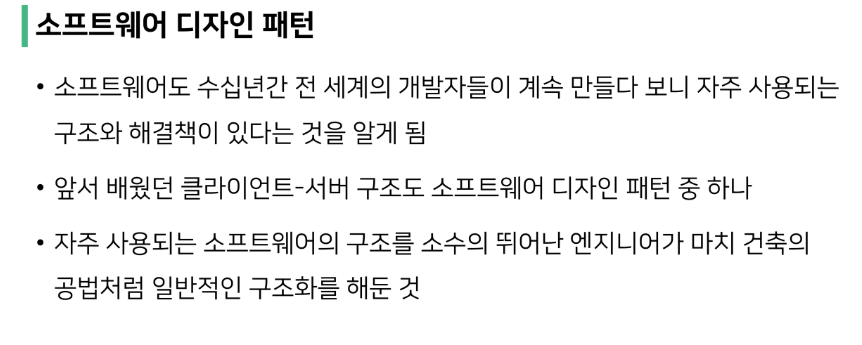 소프트웨어 디자인 패턴
• 소프트웨어도 수십년간 전 세계의 개발자들이 계속 만들다 보니 자주 사용되는
구조와 해결책이 있다는 것을 알게 됨
• 앞서 배웠던 클라이언트-서버 구조도 소프트웨어 디자인 패턴 중 하나
• 자주 사용되는 소프트웨어의 구조를 소수의 뛰어난 엔지니어가 마치 건축의
공법처럼 일반적인 구조화를 해둔 것